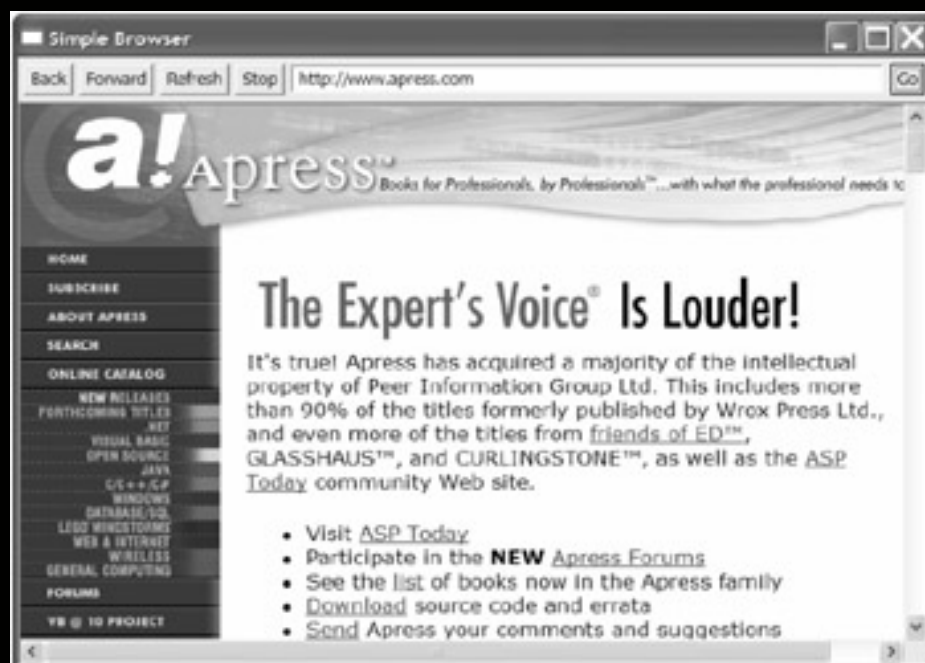 Simple Browser
Back Forward Refresh Stop http://www.apress.com Go
a! Apress™ Books for Professionals, by Professionals™...with what the professional needs to
HOME
SUBSCRIBE
ABOUT APRESS
SEARCH
ONLINE CATALOG
NEW RELEASES
FORTHCOMING TITLES
.NET
VISUAL BASIC
OPEN SOURCE
JAVA
C/C++/C#
WINDOWS
DATABASE/SQL
LEGO MINDSTORMS
WEB & INTERNET
WIRELESS
GENERAL COMPUTING
FORUMS
VB @ 10 PROJECT
The Expert's Voice® Is Louder!
It's true! Apress has acquired a majority of the intellectual
property of Peer Information Group Ltd. This includes more
than 90% of the titles formerly published by Wrox Press Ltd.,
and even more of the titles from friends of ED™,
GLASSHAUS™, and CURLINGSTONE™, as well as the ASP
Today community Web site.
• Visit ASP Today
• Participate in the NEW Apress Forums
• See the list of books now in the Apress family
• Download source code and errata
• Send Apress your comments and suggestions